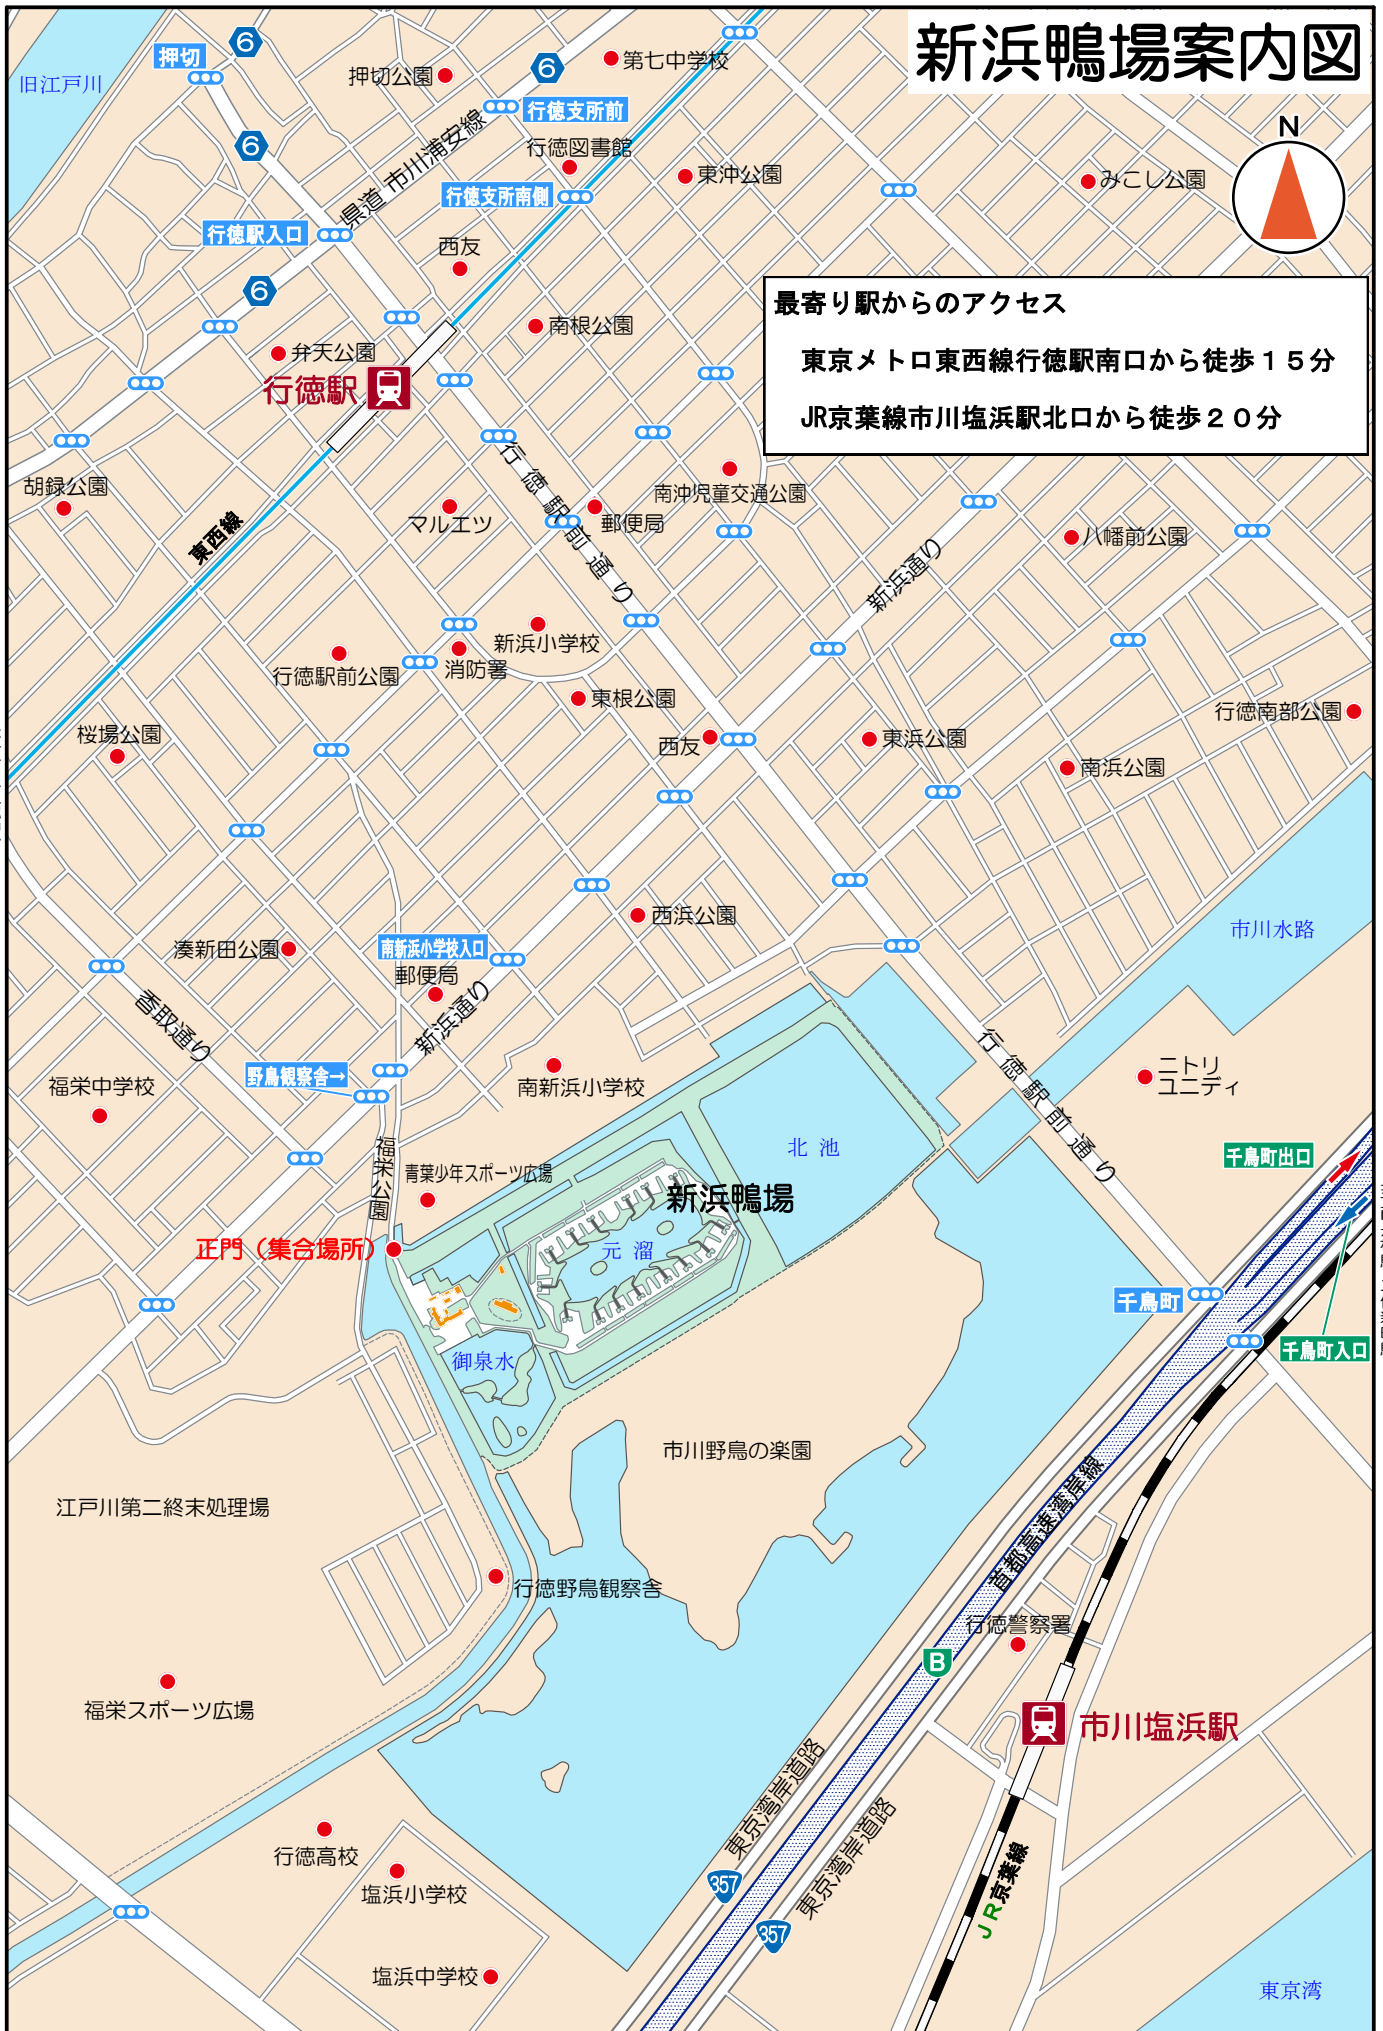 新浜鴨場案内図
旧江戸川
押切
6
押切公園
6
第七中学校
行徳支所前
6
県道 市川浦安線
行徳図書館
東沖公園
みこし公園
N
行徳支所南側
行徳駅入口
西友
6
最寄り駅からのアクセス
東京メトロ東西線行徳駅南口から徒歩15分
JR京葉線市川塩浜駅北口から徒歩20分
南根公園
弁天公園
行徳駅
行徳駅前通り
胡録公園
東西線
マルエツ
郵便局
南沖児童交通公園
八幡前公園
新浜通り
新浜小学校
消防署
行徳駅前公園
東根公園
桜場公園
西友
東浜公園
行徳南部公園
南浜公園
西浜公園
市川水路
湊新田公園
南新浜小学校入口
郵便局
香取通り
新浜通り
野鳥観察舎→
福栄中学校
南新浜小学校
行徳駅前通り
ニトリ
ユニディ
北池
福栄公園
青葉少年スポーツ広場
新浜鴨場
千鳥町出口
正門(集合場所)
元溜
千鳥町
千鳥町入口
御泉水
市川野鳥の楽園
江戸川第二終末処理場
首都高速湾岸線
行徳野鳥観察舎
行徳警察署
B
福栄スポーツ広場
市川塩浜駅
東京湾岸道路
東京湾岸道路
行徳高校
塩浜小学校
357
357
JR京葉線
塩浜中学校
東京湾